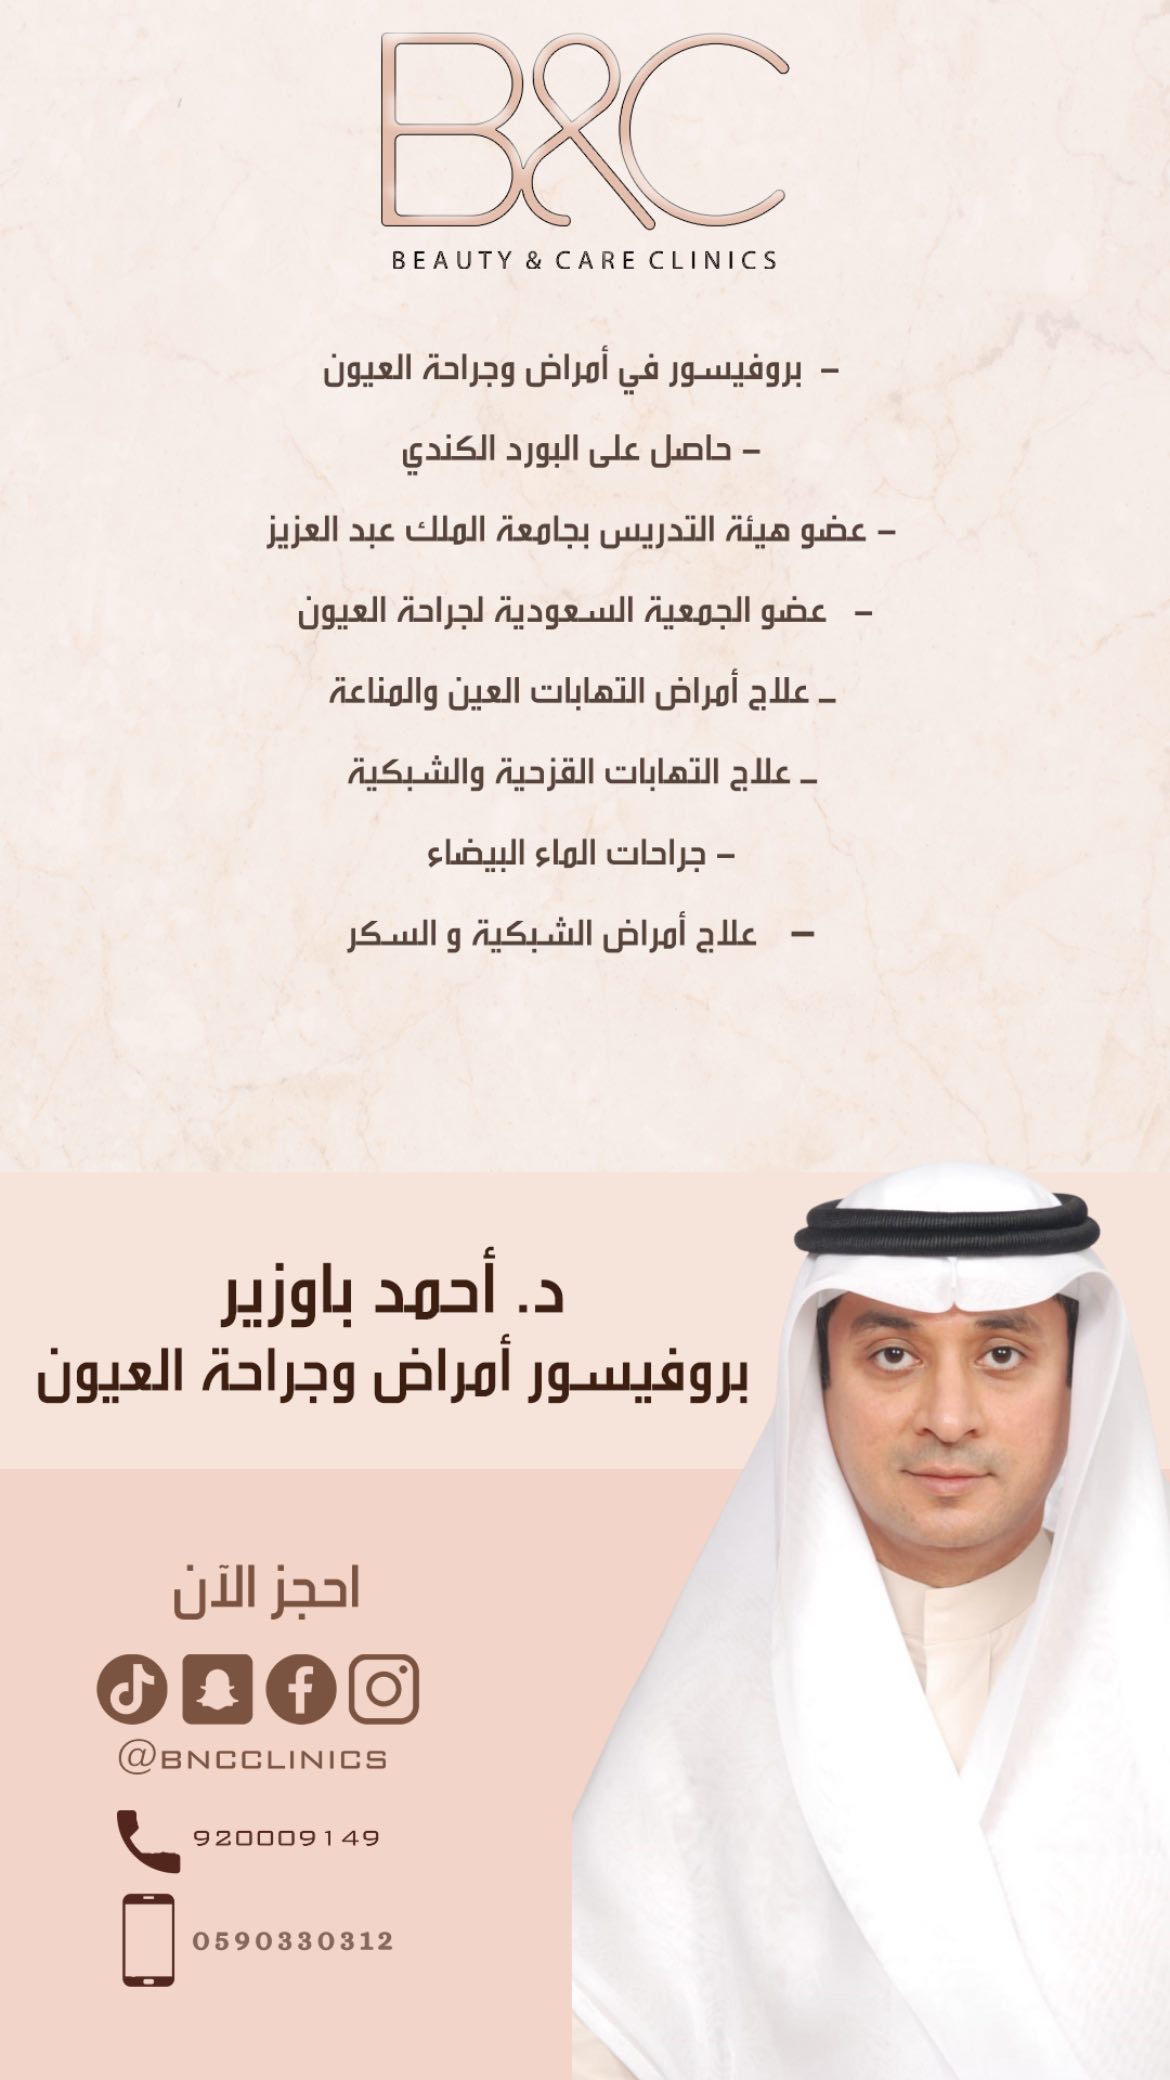 B&C
BEAUTY & CARE CLINICS
- بروفيسور في أمراض وجراحة العيون
- حاصل على البورد الكندي
- عضو هيئة التدريس بجامعة الملك عبد العزيز
- عضو الجمعية السعودية لجراحة العيون
ـ علاج أمراض التهابات العين والمناعة
ـ علاج التهابات القزحية والشبكية
- جراحات الماء البيضاء
- علاج أمراض الشبكية و السكر
د. أحمد باوزير
بروفيسور أمراض وجراحة العيون
احجز الآن
@BNCCLINICS
920009149
0590330312